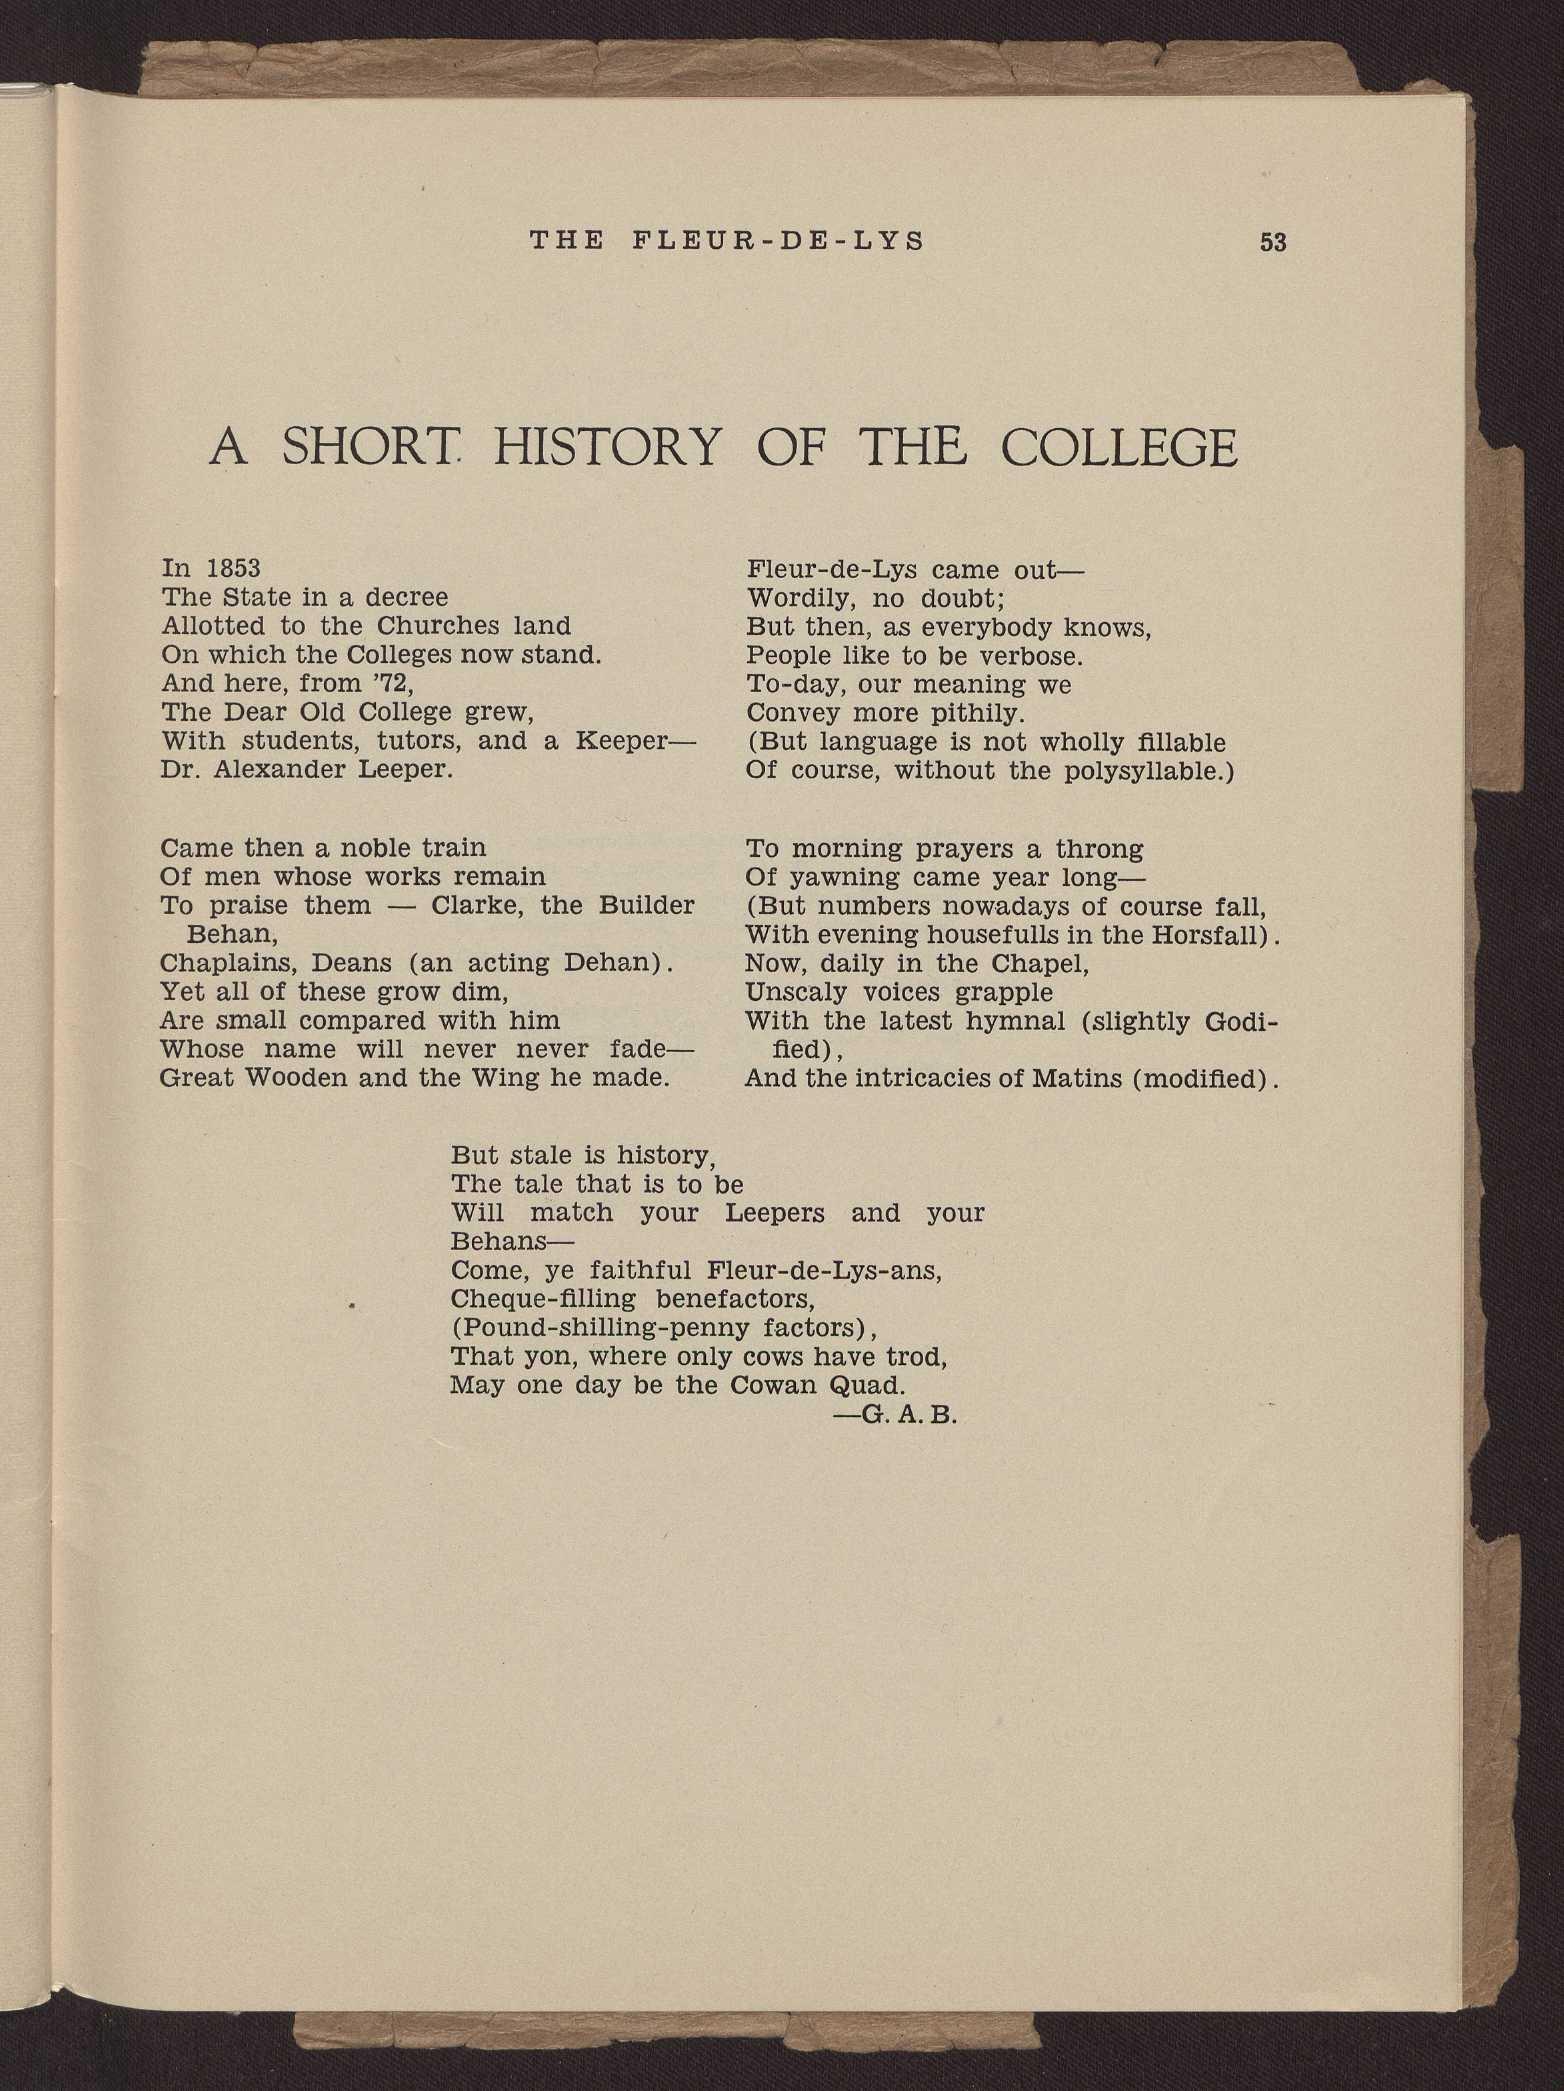 THE FLEUR-DE-LYS 53
A SHORT HISTORY OF THE COLLEGE
In 1853
The State in a decree
Allotted to the Churches land
On which the Colleges now stand.
And here, from '72,
The Dear Old College grew,
With students, tutors, and a Keeper—
Dr. Alexander Leeper.
Came then a noble train
Of men whose works remain
To praise them — Clarke, the Builder
Behan,
Chaplains, Deans (an acting Dehan).
Yet all of these grow dim,
Are small compared with him
Whose name will never never fade—
Great Wooden and the Wing he made.
Fleur-de-Lys came out—
Wordily, no doubt;
But then, as everybody knows,
People like to be verbose.
To-day, our meaning we
Convey more pithily.
(But language is not wholly fillable
Of course, without the polysyllable.)
To morning prayers a throng
Of yawning came year long—
(But numbers nowadays of course fall,
With evening housefulls in the Horsfall).
Now, daily in the Chapel,
Unscaly voices grapple
With the latest hymnal (slightly Godi-
fied),
And the intricacies of Matins (modified).
But stale is history,
The tale that is to be
Will match your Leepers and your
Behans—
Come, ye faithful Fleur-de-Lys-ans,
Cheque-filling benefactors,
(Pound-shilling-penny factors),
That yon, where only cows have trod,
May one day be the Cowan Quad.
—G. A. B.